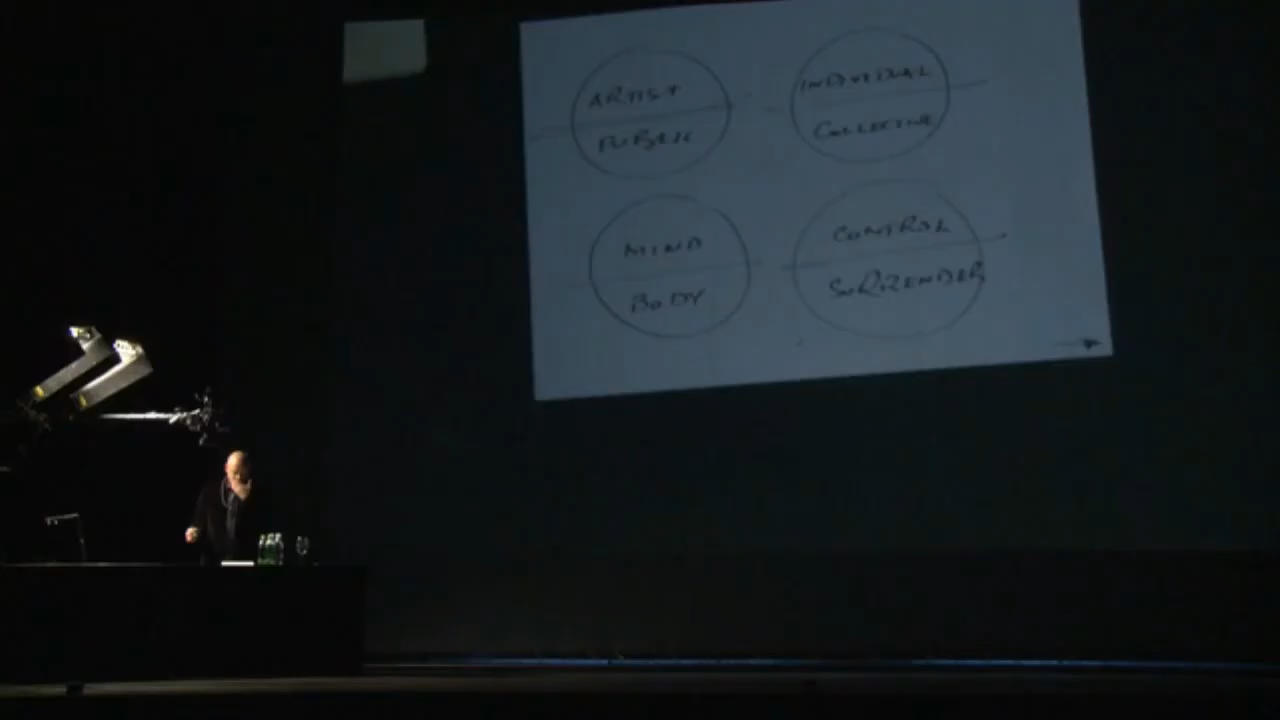 ARTIST
PUBLIC
INDIVIDUAL
COLLECTIVE
MIND
BODY
CONTROL
SURRENDER